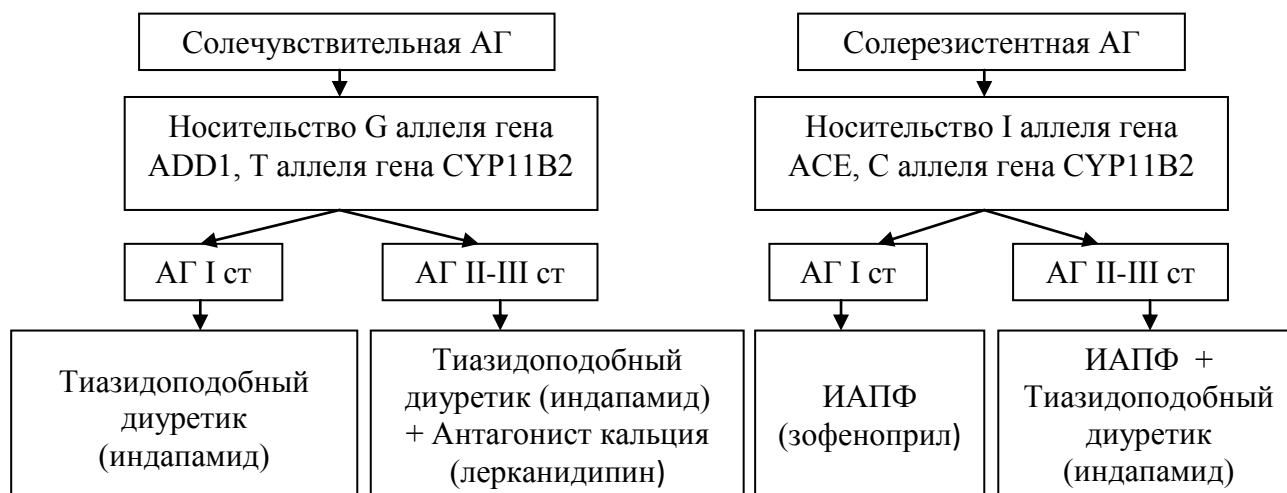 Солечувствительная АГ
Носительство G аллеля гена
ADD1, Т аллеля гена CYP11B2
АГ I ст
АГ II-III ст
Тиазидоподобный
диуретик
(индапамид)
Тиазидоподобный
диуретик (индапамид)
+ Антагонист кальция
(лерканидипин)
Солерезистентная АГ
Носительство I аллеля гена
АСЕ, С аллеля гена CYP11B2
АГ I ст
АГ II-III ст
ИАПФ
(зофеноприл)
ИАПФ +
Тиазидоподобный
диуретик
(индапамид)